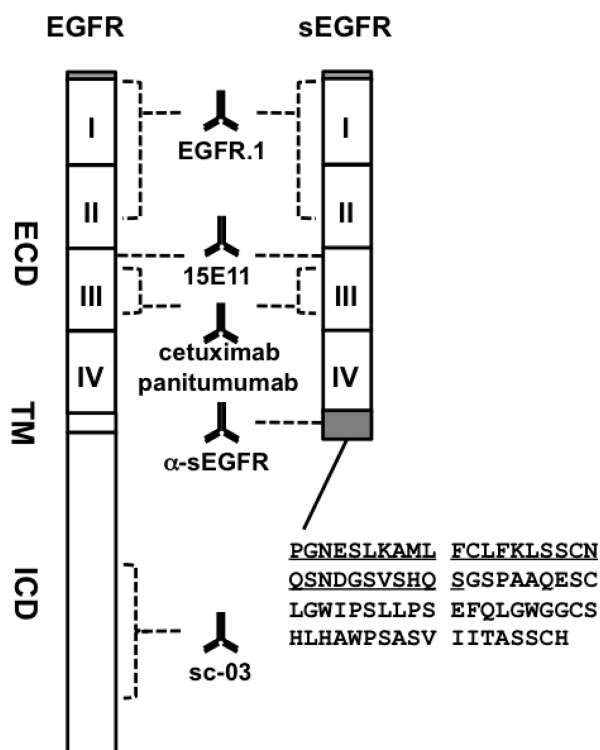 EGFR sEGFR
I I
EGFR.1
II II
ECD
15E11
III III
cetuximab
panitumumab
IV IV
TM
α-sEGFR
PGNESLKAML FCLFKLSSCN
QSNDGSVSHQ SGSPAAQESC
ICD
LGWIPSLLPS EFQLGWGGCS
HLHAWPSASV IITASSCH
sc-03